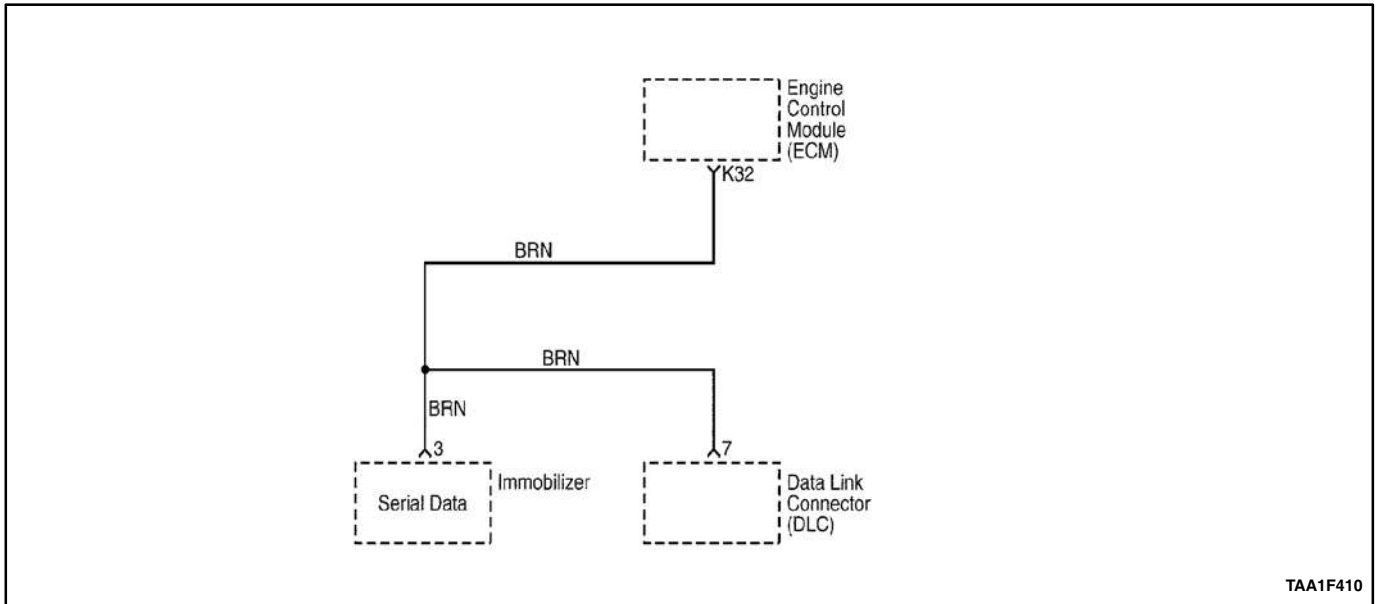 Engine
Control
Module
(ECM)
K32
BRN
BRN
BRN
3
7
Serial Data
Immobilizer
Data Link
Connector
(DLC)
TAA1F410